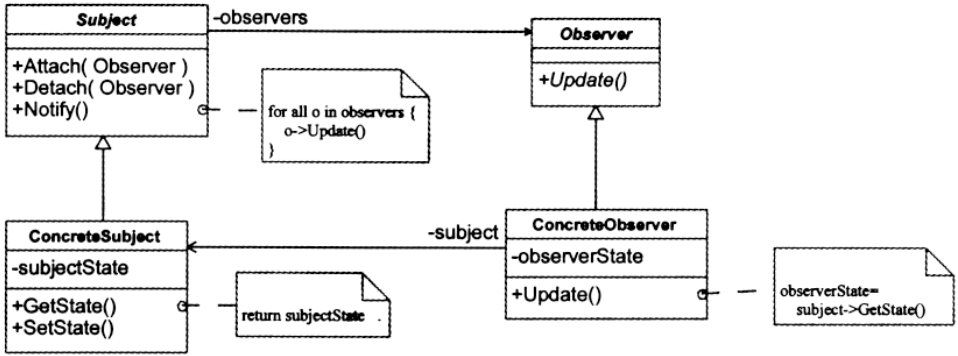 Subject
-observers
Observer
+Attach( Observer )
+Detach( Observer )
+Notify()
+Update()
for all o in observers {
o->Update()
}
ConcreteSubject
-subject
ConcreteObserver
-subjectState
-observerState
+GetState()
+SetState()
return subjectState .
+Update()
observerState=
subject->GetState()